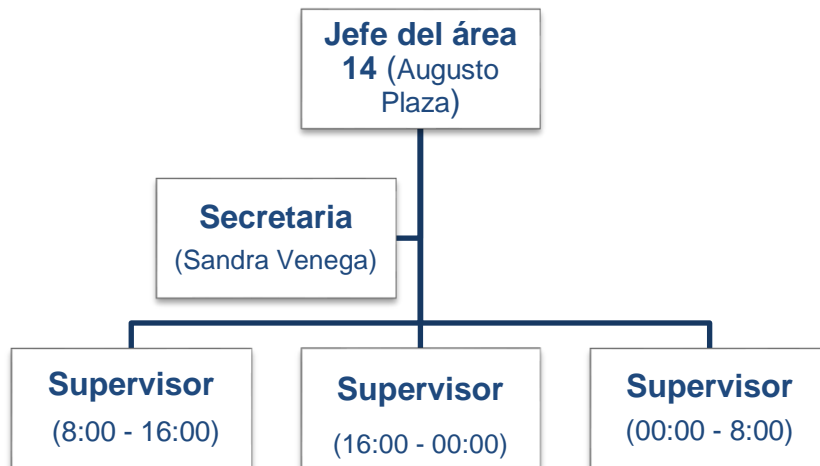 Jefe del área
14 (Augusto
Plaza)
Secretaria
(Sandra Venega)
Supervisor
(8:00 - 16:00)
Supervisor
(16:00 - 00:00)
Supervisor
(00:00 - 8:00)